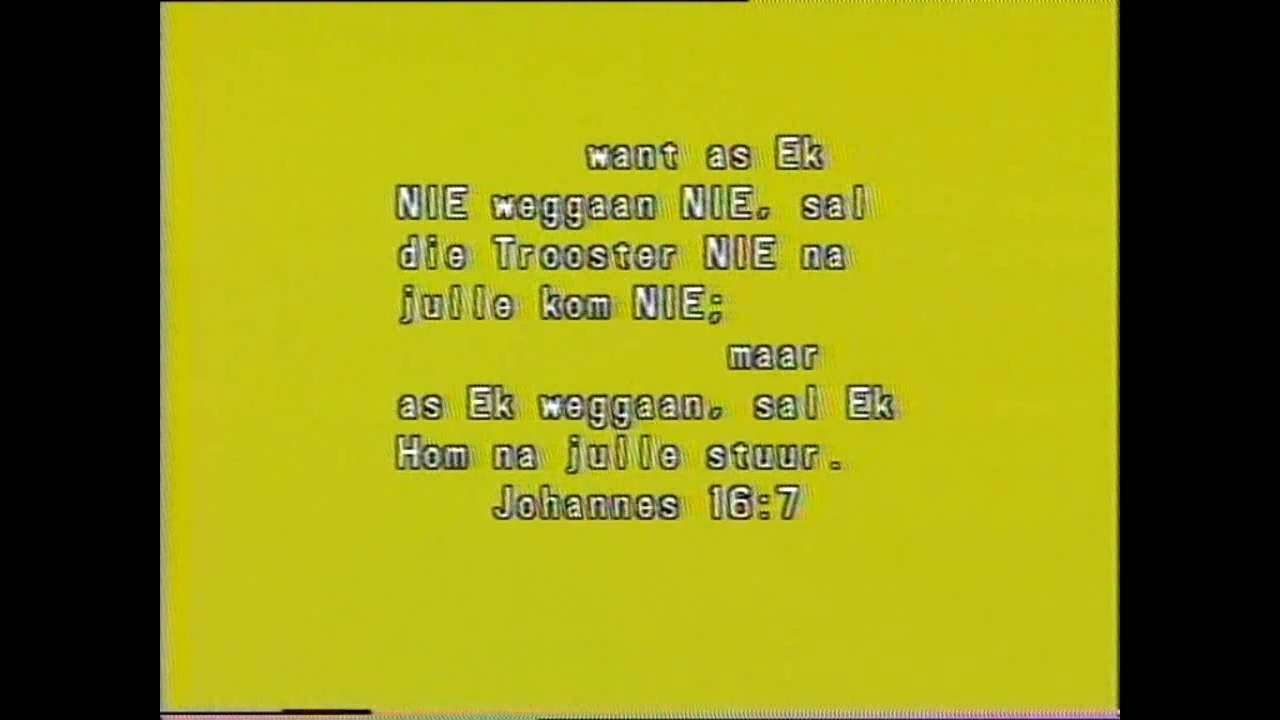 want as Ek
NIE weggaan NIE, sal
die Trooster NIE na
julle kom NIE;
maar
as Ek weggaan, sal Ek
Hom na julle stuur.
Johannes 16:7